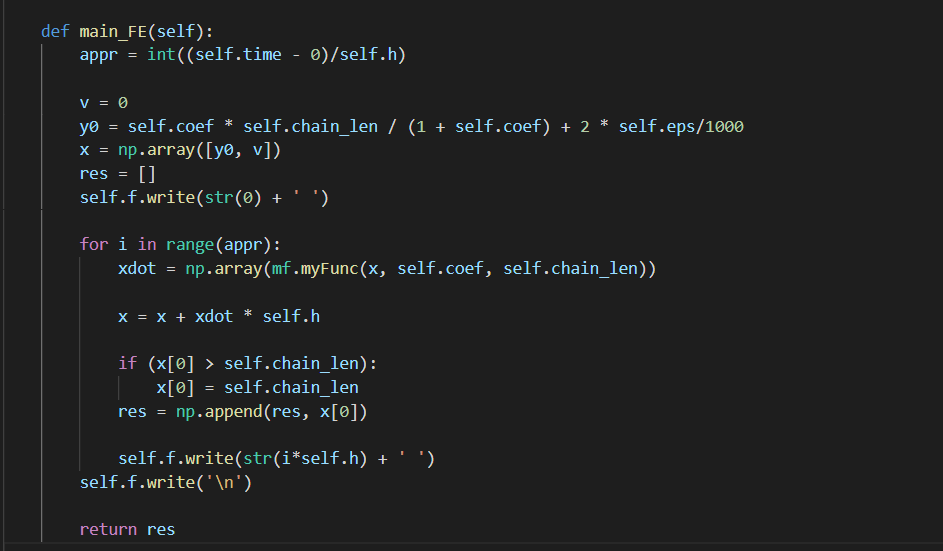 def main_FE(self):
    appr = int((self.time - 0)/self.h)
    v = 0
    y0 = self.coef * self.chain_len / (1 + self.coef) + 2 * self.eps/1000
    x = np.array([y0, v])
    res = []
    self.f.write(str(0) + ' ')
    for i in range(appr):
        xdot = np.array(mf.myFunc(x, self.coef, self.chain_len))
        x = x + xdot * self.h
        if (x[0] > self.chain_len):
            x[0] = self.chain_len
        res = np.append(res, x[0])
        self.f.write(str(i*self.h) + ' ')
    self.f.write('\n')
    return res